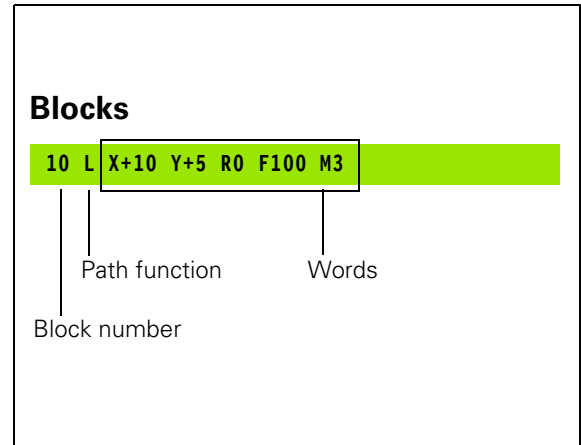 Blocks
10 L X+10 Y+5 R0 F100 M3
Path function Words
Block number